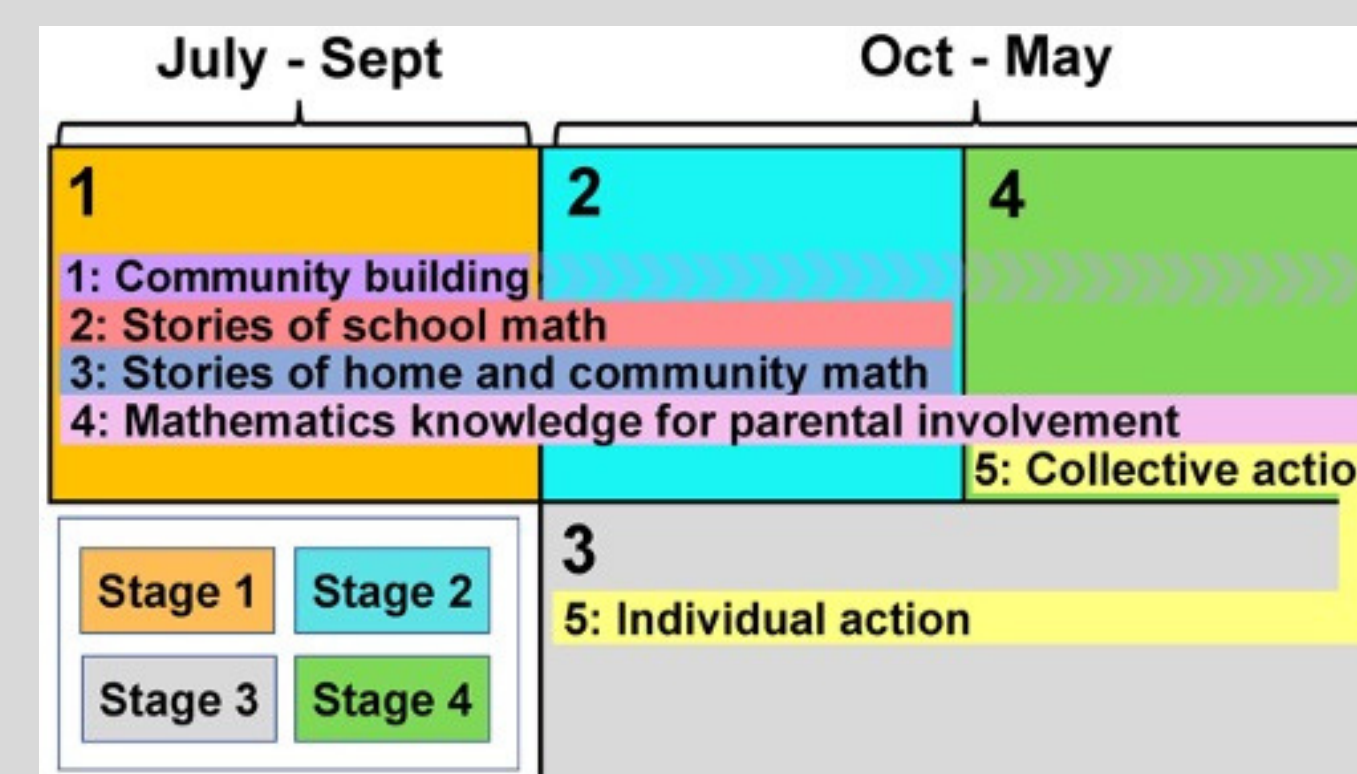 July - Sept
Oct - May
1
2
4
1: Community building
2: Stories of school math
3: Stories of home and community math
4: Mathematics knowledge for parental involvement
5: Collective actio
3
5: Individual action
Stage 1
Stage 2
Stage 3
Stage 4